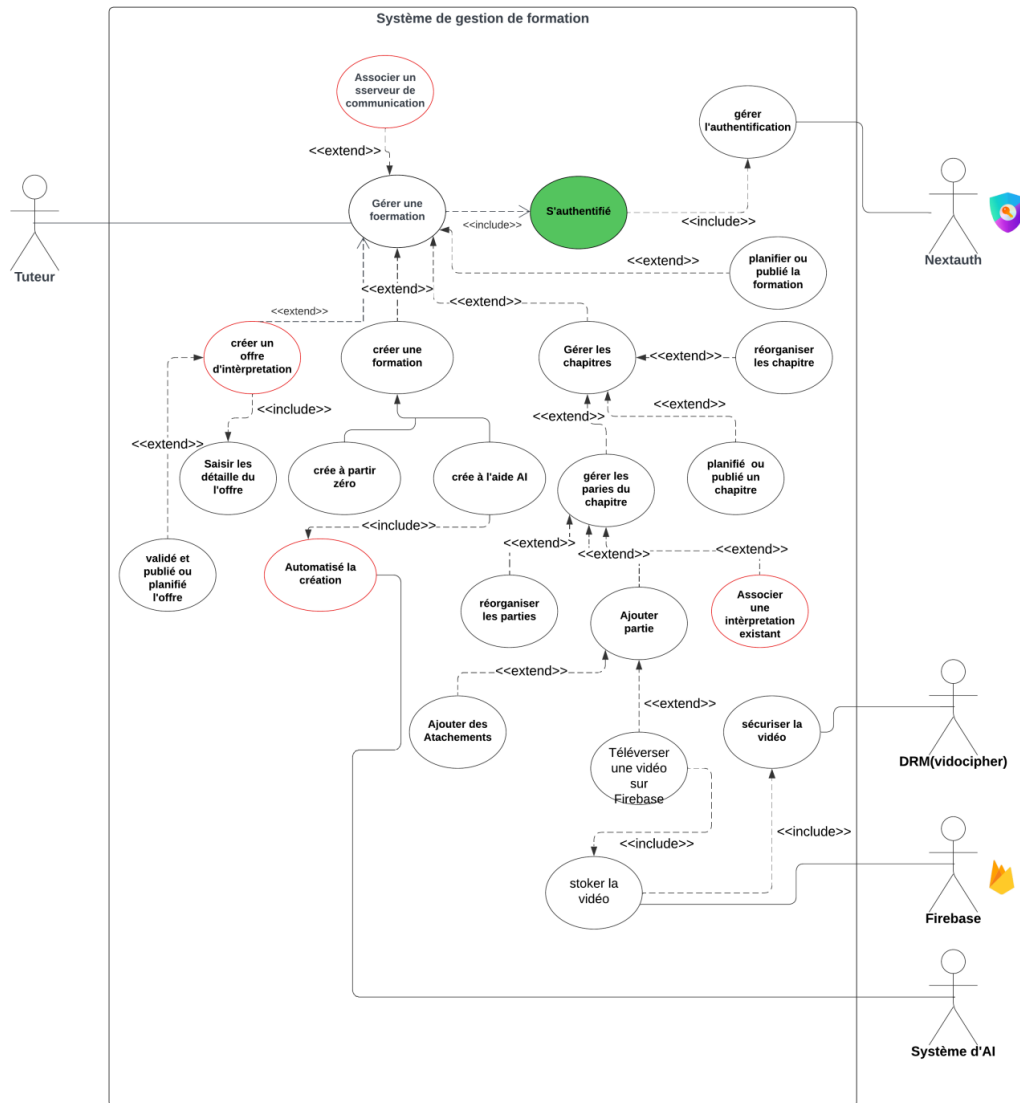 Système de gestion de formation
Associer un
sserveur de
communication
gérer
l'authentification
<<extend>>
Gérer une
foermation
S'authentifié
<<include>>
<<include>>
Tuteur
Nextauth
<<extend>>
planifier ou
publié la
formation
<<extend>>
<<extend>>
<<extend>>
créer un
offre
d'intèrpretation
créer une
formation
Gérer les
chapitres
<<extend>>
réorganiser
les chapitre
<<include>>
<<extend>>
<<extend>>
<<extend>>
Saisir les
détaille du
l'offre
crée à partir
zéro
crée à l'aide AI
gérer les
paries du
chapitre
planifié ou
publié un
chapitre
<<include>>
<<extend>>
<<extend>>
<<extend>>
validé et
publié ou
planifié
l'offre
Automatisé la
création
réorganiser
les parties
Ajouter
partie
Associer
une
intèrpretation
existant
<<extend>>
<<extend>>
Ajouter des
Atachements
Téléverser
une vidéo
sur
Firebase
sécuriser la
vidéo
DRM(vidocipher)
<<include>>
<<include>>
stoker la
vidéo
Firebase
Système d'AI